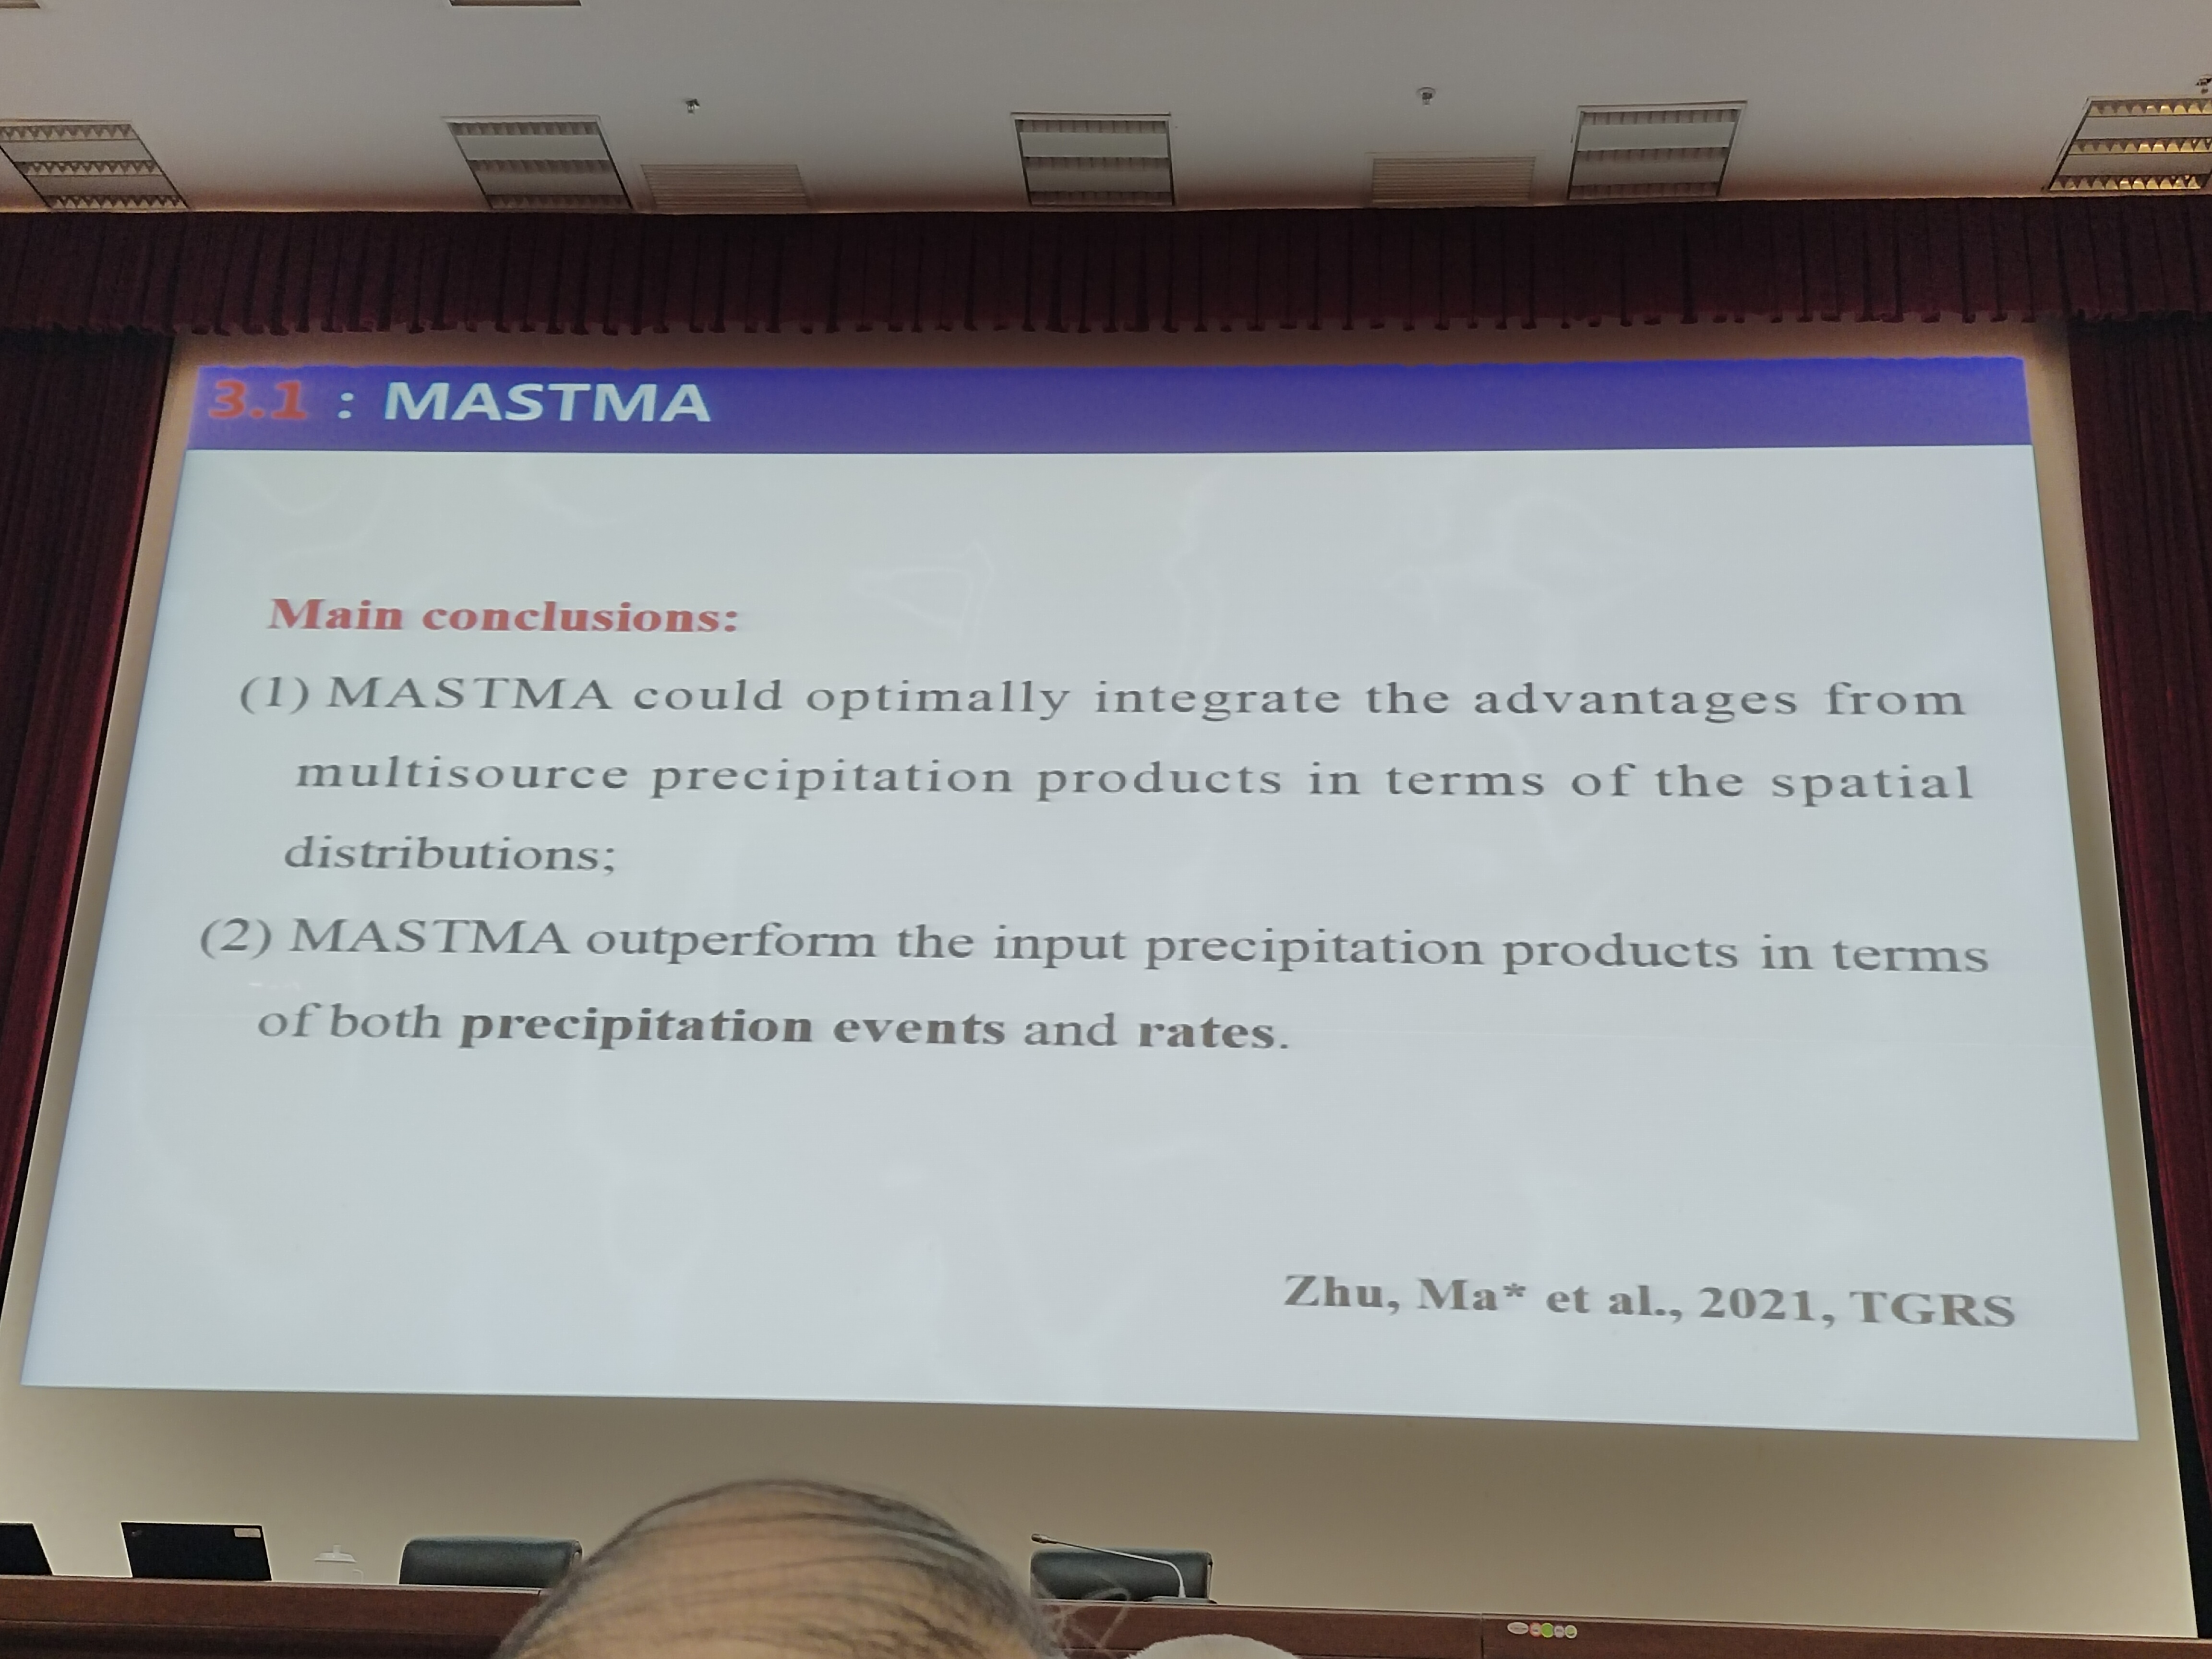 3.1 : MASTMA
Main conclusions:
(1) MASTMA could optimally integrate the advantages from
multisource precipitation products in terms of the spatial
distributions;
(2) MASTMA outperform the input precipitation products in terms
of both precipitation events and rates.
Zhu, Ma* et al., 2021, TGRS